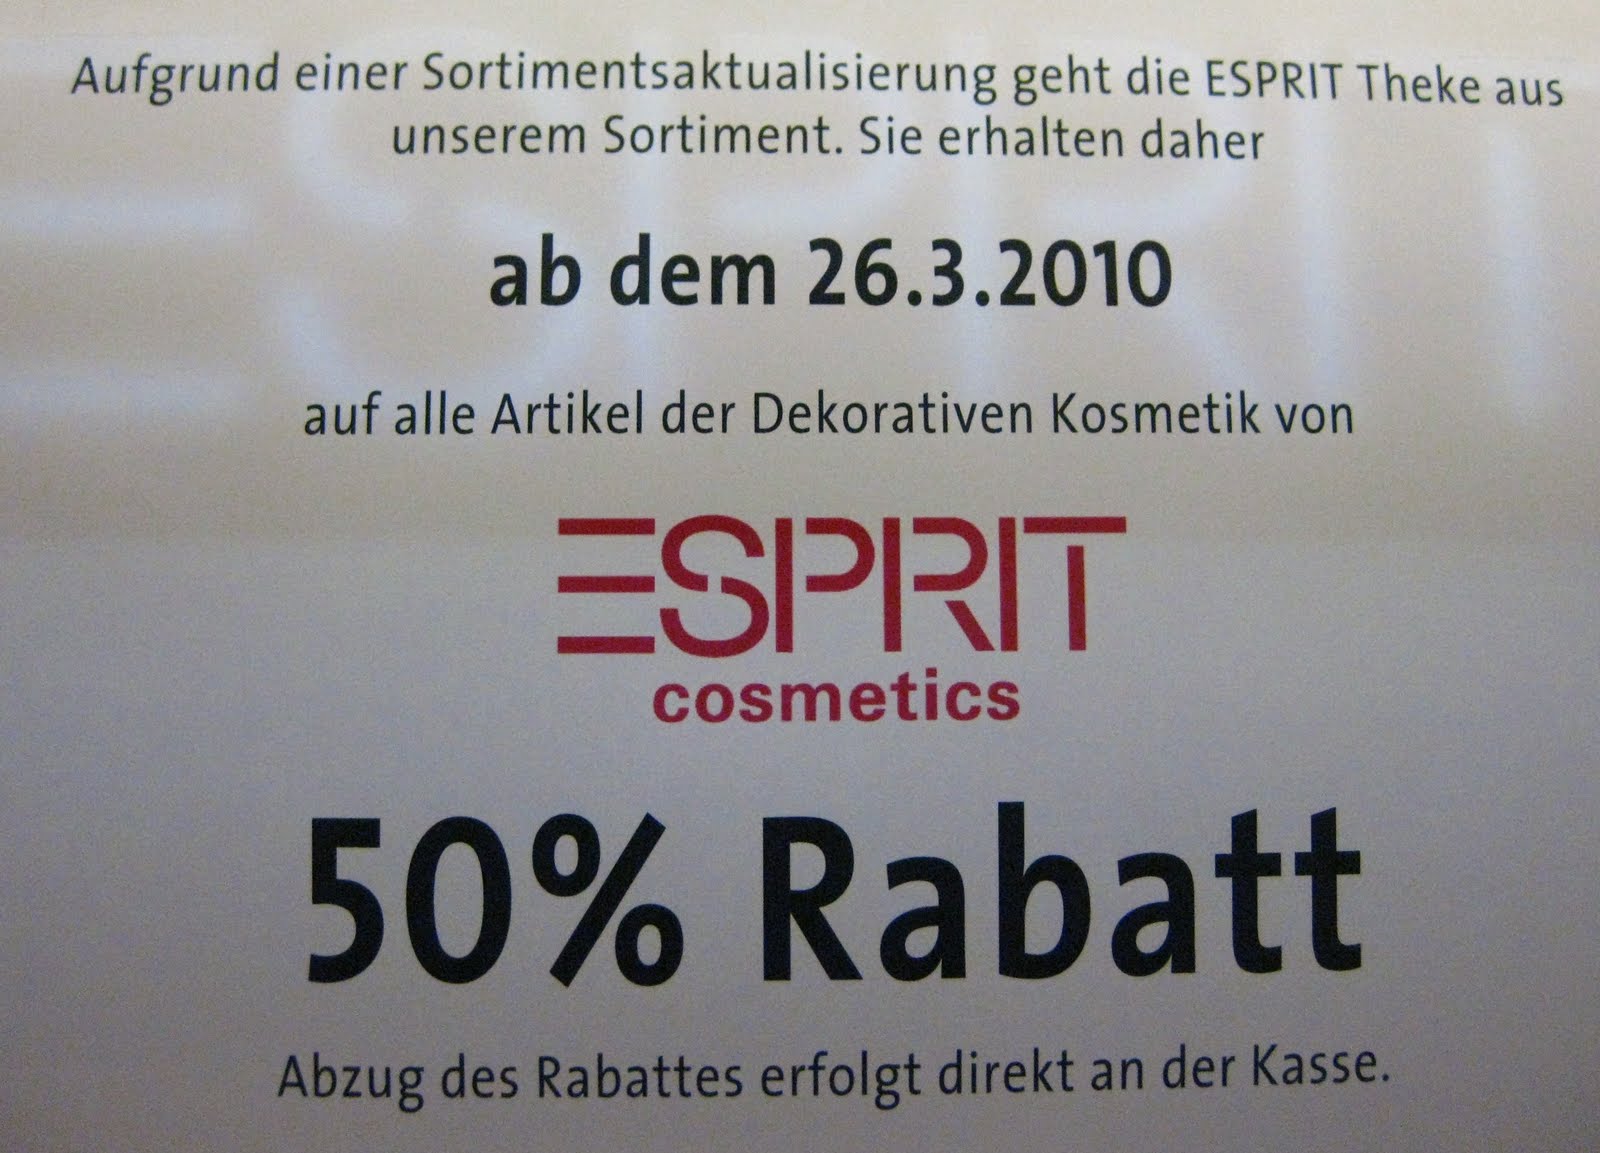 Aufgrund einer Sortimentsaktualisierung geht die ESPRIT Theke aus
unserem Sortiment. Sie erhalten daher
ab dem 26.3.2010
auf alle Artikel der Dekorativen Kosmetik von
ESPRIT
cosmetics
50% Rabatt
Abzug des Rabattes erfolgt direkt an der Kasse.